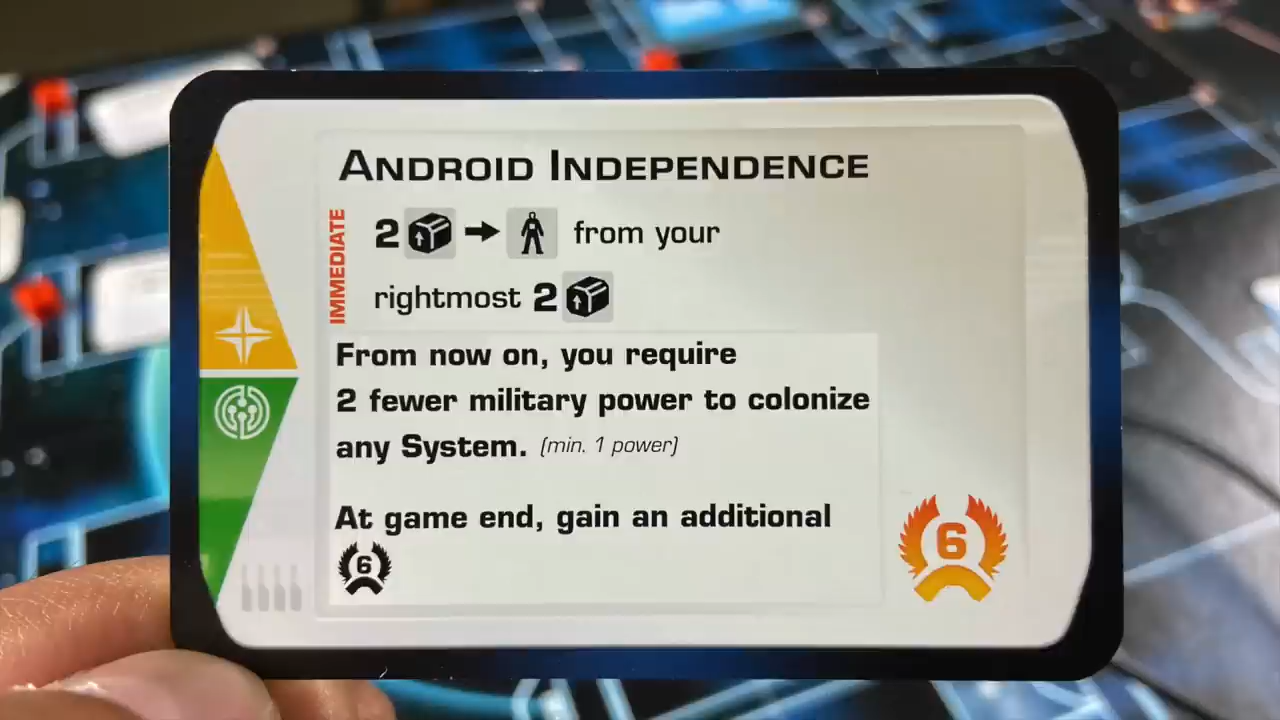 ANDROID INDEPENDENCE
IMMEDIATE
2 → from your
rightmost 2
From now on, you require
2 fewer military power to colonize
any System. (min. 1 power)
At game end, gain an additional
6
6